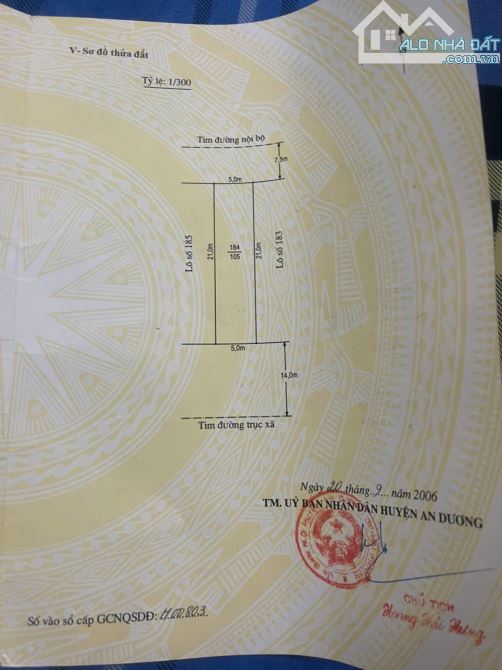 ALO NHÀ ĐẤT
.com.vn
V- Sơ đồ thửa đất
Tỷ lệ: 1/300
Tim đường nội bộ
7,5m
5,0m
Lô số 185
21,0m
184
105
21,0m
Lô số 183
5,0m
14,0m
Tim đường trục xã
Ngày 20 tháng 9 năm 2006
TM. UỶ BAN NHÂN DÂN HUYỆN AN DƯƠNG
CHỦ TỊCH
Số vào sổ cấp GCNQSDĐ: